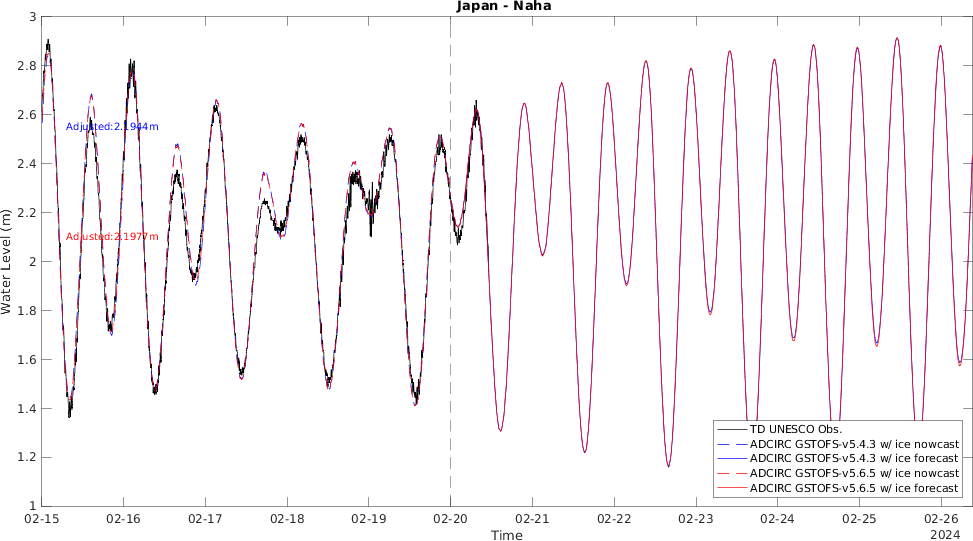 Japan - Naha
3
2.8
2.6
2.4
2.2
2
1.8
1.6
1.4
1.2
1
Water Level (m)
Adjusted:2.1944m
Adjusted:2.1977m
TD UNESCO Obs.
ADCIRC GSTOFS-v5.4.3 w/ ice nowcast
ADCIRC GSTOFS-v5.4.3 w/ ice forecast
ADCIRC GSTOFS-v5.6.5 w/ ice nowcast
ADCIRC GSTOFS-v5.6.5 w/ ice forecast
02-15 02-16 02-17 02-18 02-19 02-20 02-21 02-22 02-23 02-24 02-25 02-26
Time
2024